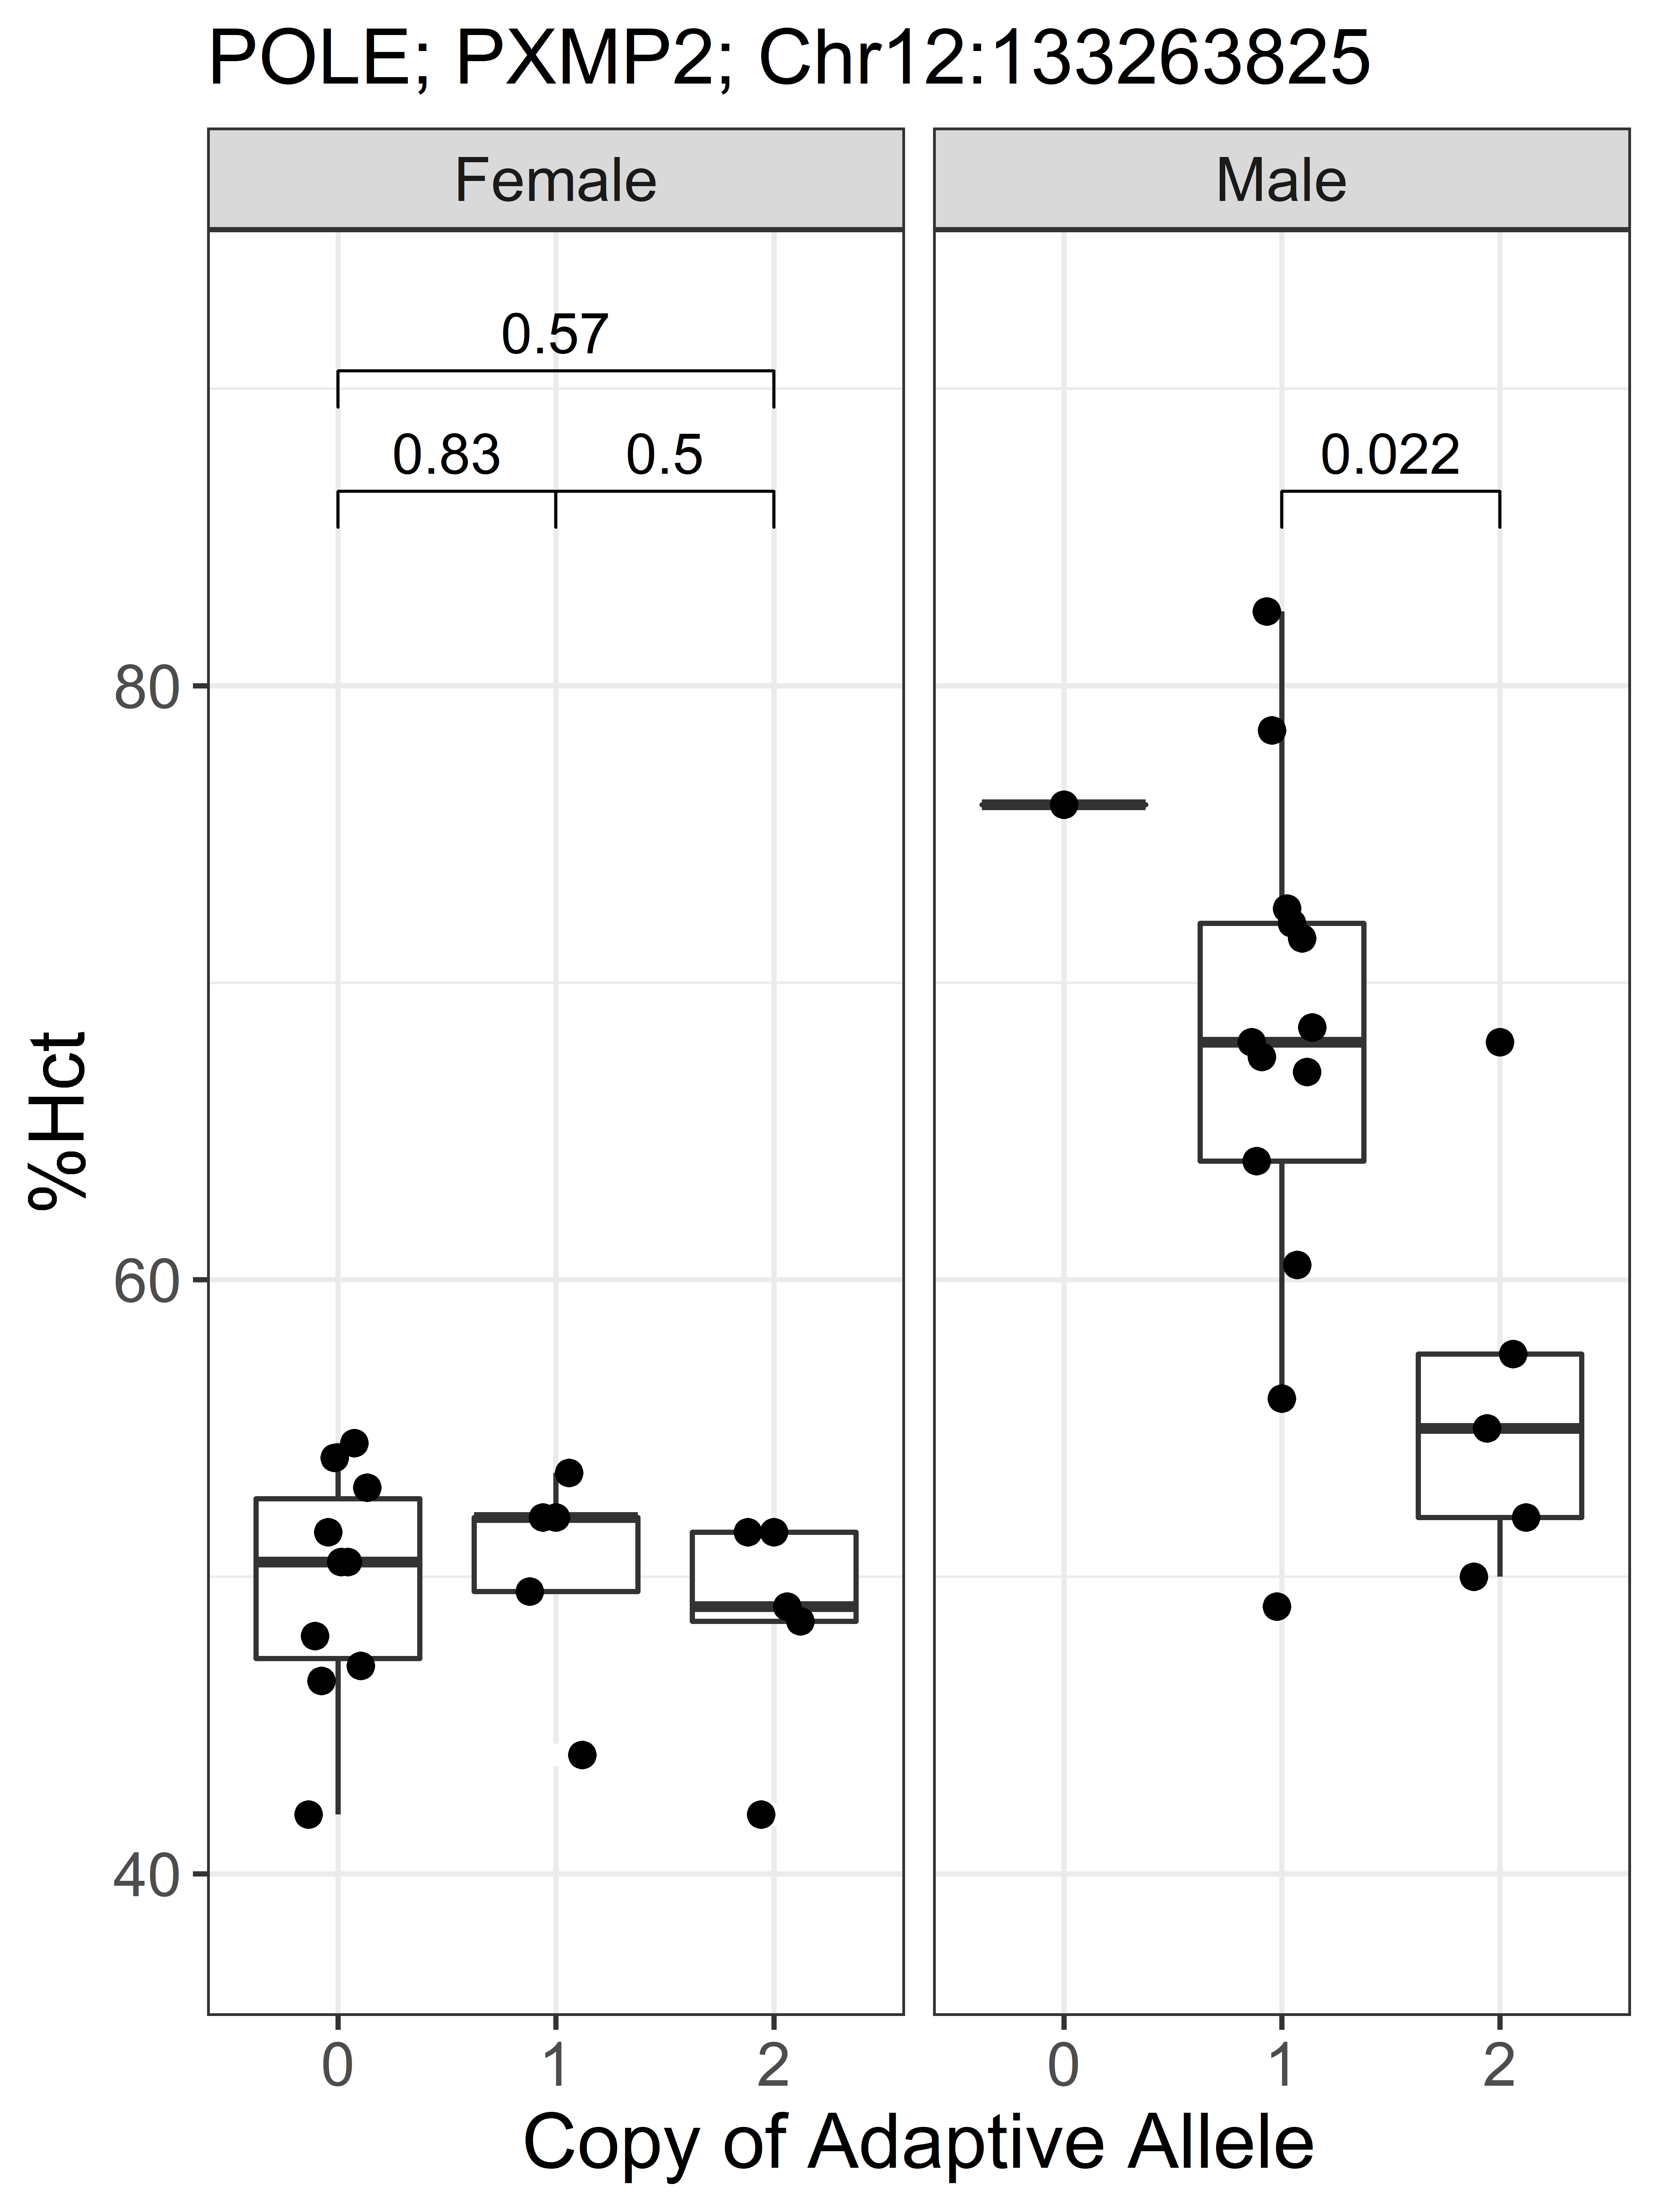 POLE; PXMP2; Chr12:133263825
Female
Male
0.57
0.83
0.5
0.022
%Hct
80
60
40
0
1
2
0
1
2
Copy of Adaptive Allele